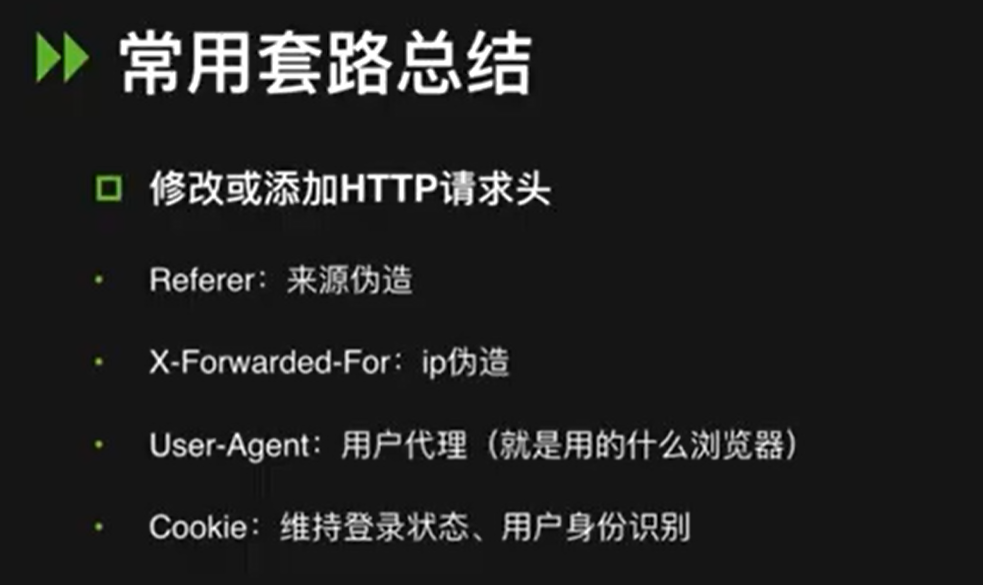 常用套路总结
修改或添加HTTP请求头
Referer：来源伪造
X-Forwarded-For：ip伪造
User-Agent：用户代理（就是用的什么浏览器）
Cookie：维持登录状态、用户身份识别